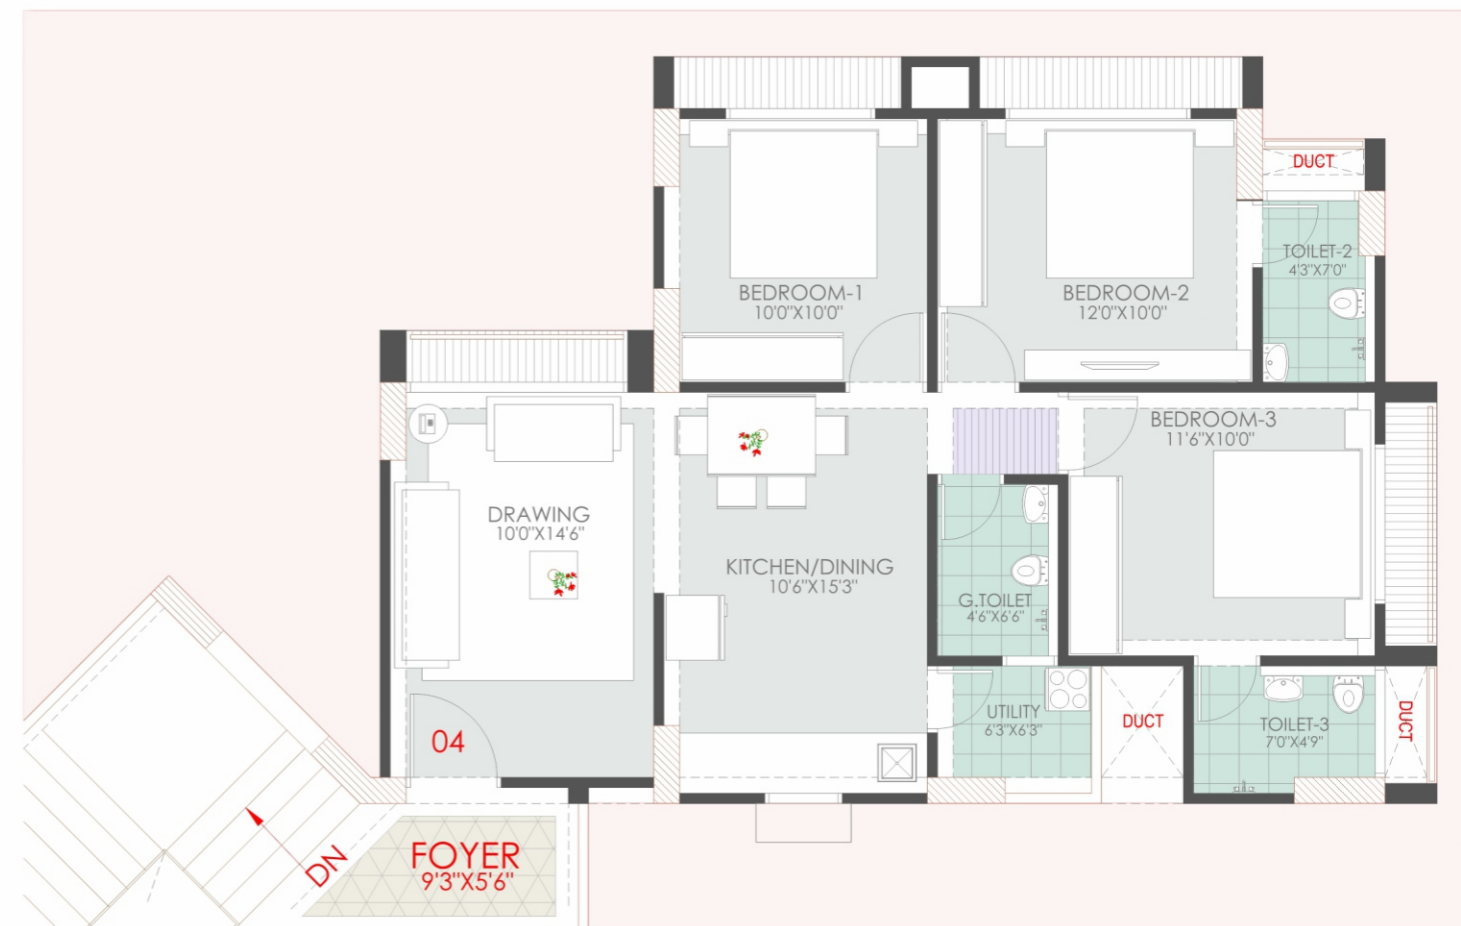 DUCT
TOILET-2
4'3"X7'0"
BEDROOM-1
10'0"X10'0"
BEDROOM-2
12'0"X10'0"
BEDROOM-3
11'6"X10'0"
DRAWING
10'0"X14'6"
KITCHEN/DINING
10'6"X15'3"
G.TOILET
4'6"X6'6"
UTILITY
6'3"X6'3"
DUCT
TOILET-3
7'0"X4'9"
DUCT
04
FOYER
9'3"X5'6"
DN